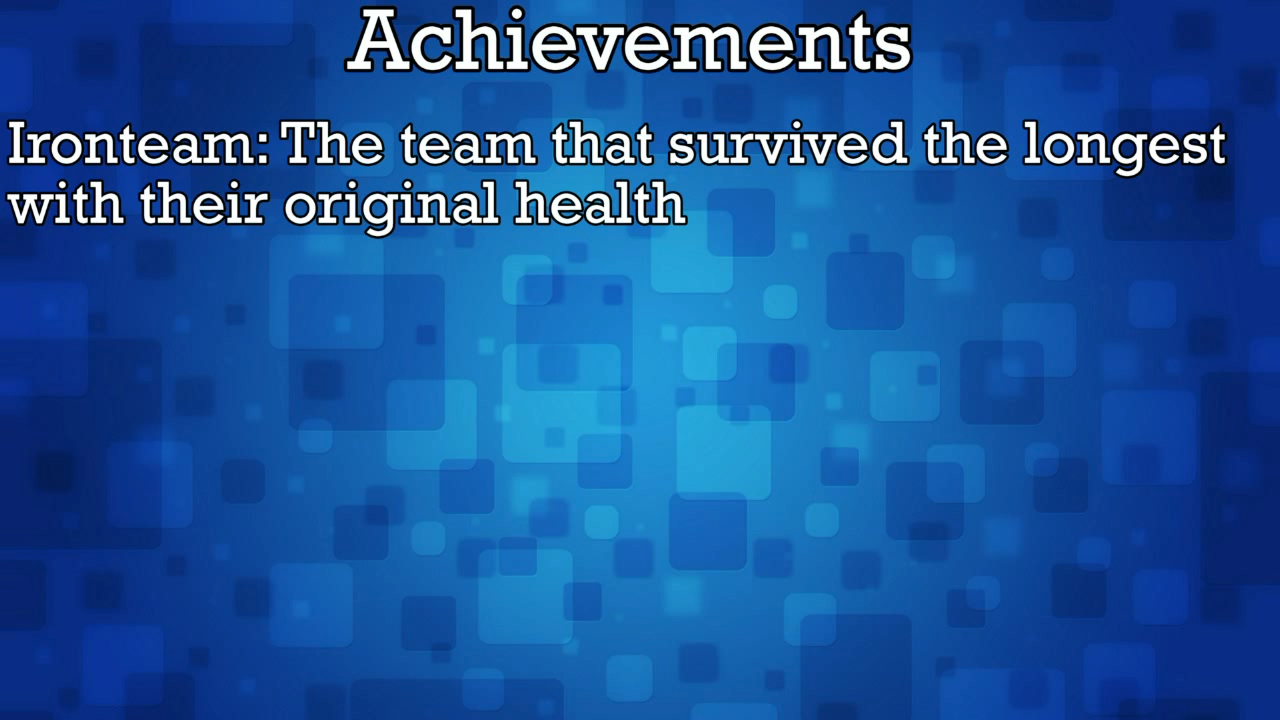 Achievements
Ironteam: The team that survived the longest
with their original health